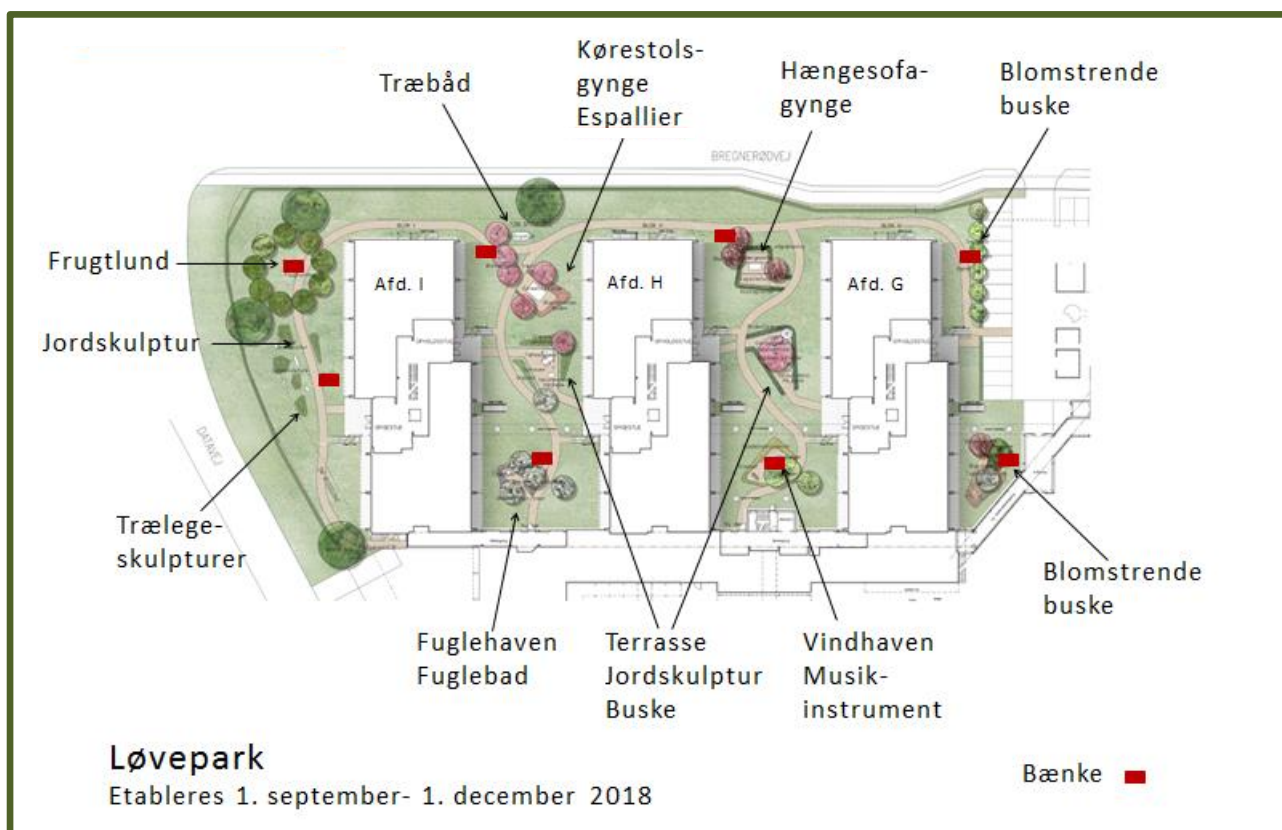 Kørestols-
gynge
Espallier
Træbåd
Hængesofa-
gynge
Blomstrende
buske
BREGNERØDVEJ
Frugtlund
Afd. I
Afd. H
Afd. G
Jordskulptur
DATAVEJ
Trælege-
skulpturer
Fuglehaven
Fuglebad
Terrasse
Jordskulptur
Buske
Vindhaven
Musik-
instrument
Blomstrende
buske
Løvepark
Etableres 1. september- 1. december 2018
Bænke